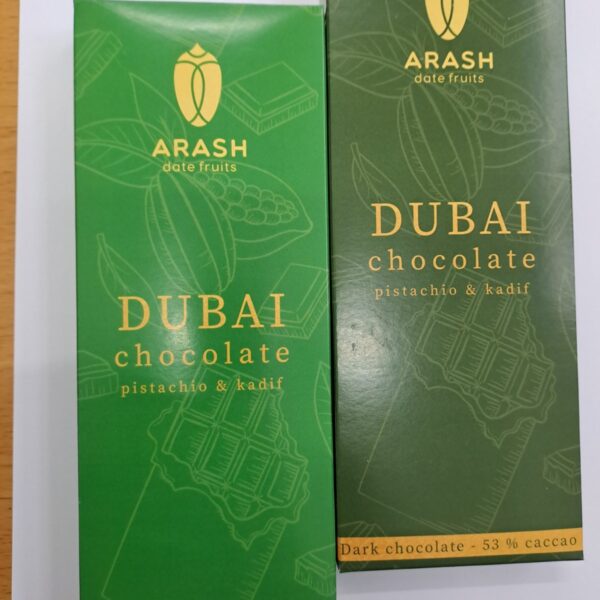 ARASH
date fruits
DUBAI
chocolate
pistachio & kadif
ARASH
date fruits
DUBAI
chocolate
pistachio & kadif
Dark chocolate - 53 % caccao